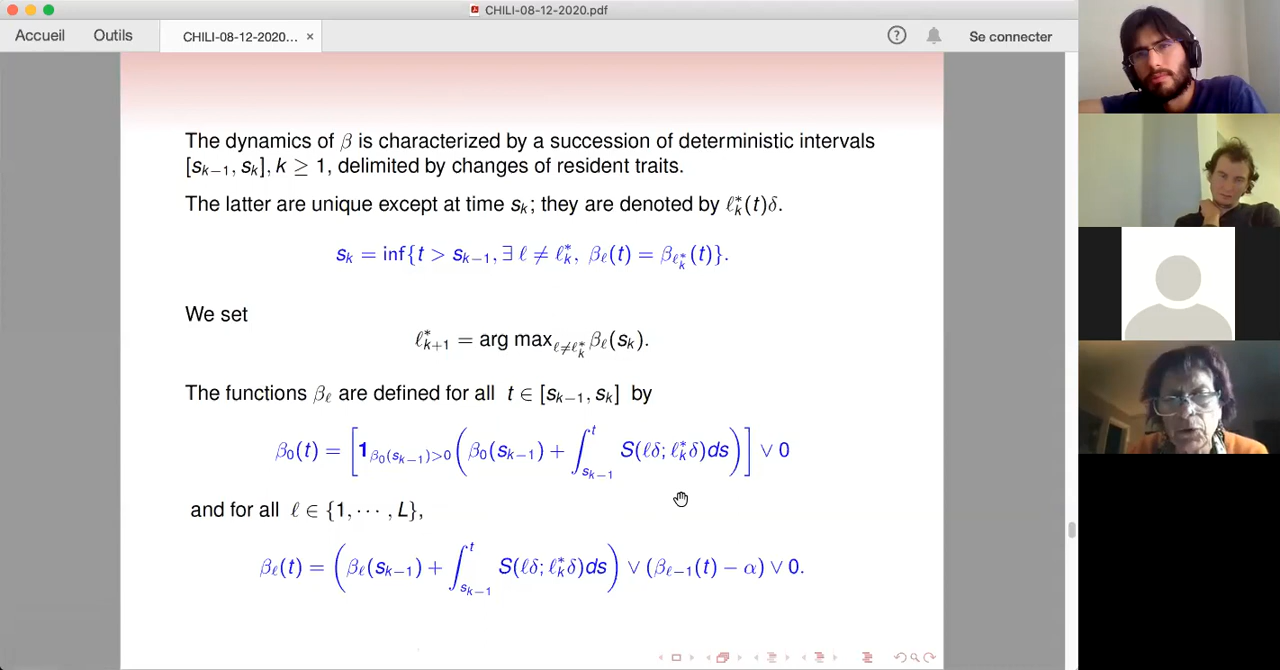 CHILI-08-12-2020.pdf
Accueil Outils CHILI-08-12-2020... × Se connecter
The dynamics of β is characterized by a succession of deterministic intervals
[s_{k−1}, s_k], k ≥ 1, delimited by changes of resident traits.
The latter are unique except at time s_k; they are denoted by ℓ*_k(t)δ.
s_k = inf{t > s_{k−1}, ∃ ℓ ≠ ℓ*_k, β_ℓ(t) = β_{ℓ*_k}(t)}.
We set
ℓ*_{k+1} = arg max_{ℓ≠ℓ*_k} β_ℓ(s_k).
The functions β_ℓ are defined for all t ∈ [s_{k−1}, s_k] by
β_0(t) = [1_{β_0(s_{k−1})>0} (β_0(s_{k−1}) + ∫_{s_{k−1}}^t S(ℓδ; ℓ*_kδ)ds)] ∨ 0
and for all ℓ ∈ {1, ⋯ , L},
β_ℓ(t) = (β_ℓ(s_{k−1}) + ∫_{s_{k−1}}^t S(ℓδ; ℓ*_kδ)ds) ∨ (β_{ℓ−1}(t) − α) ∨ 0.